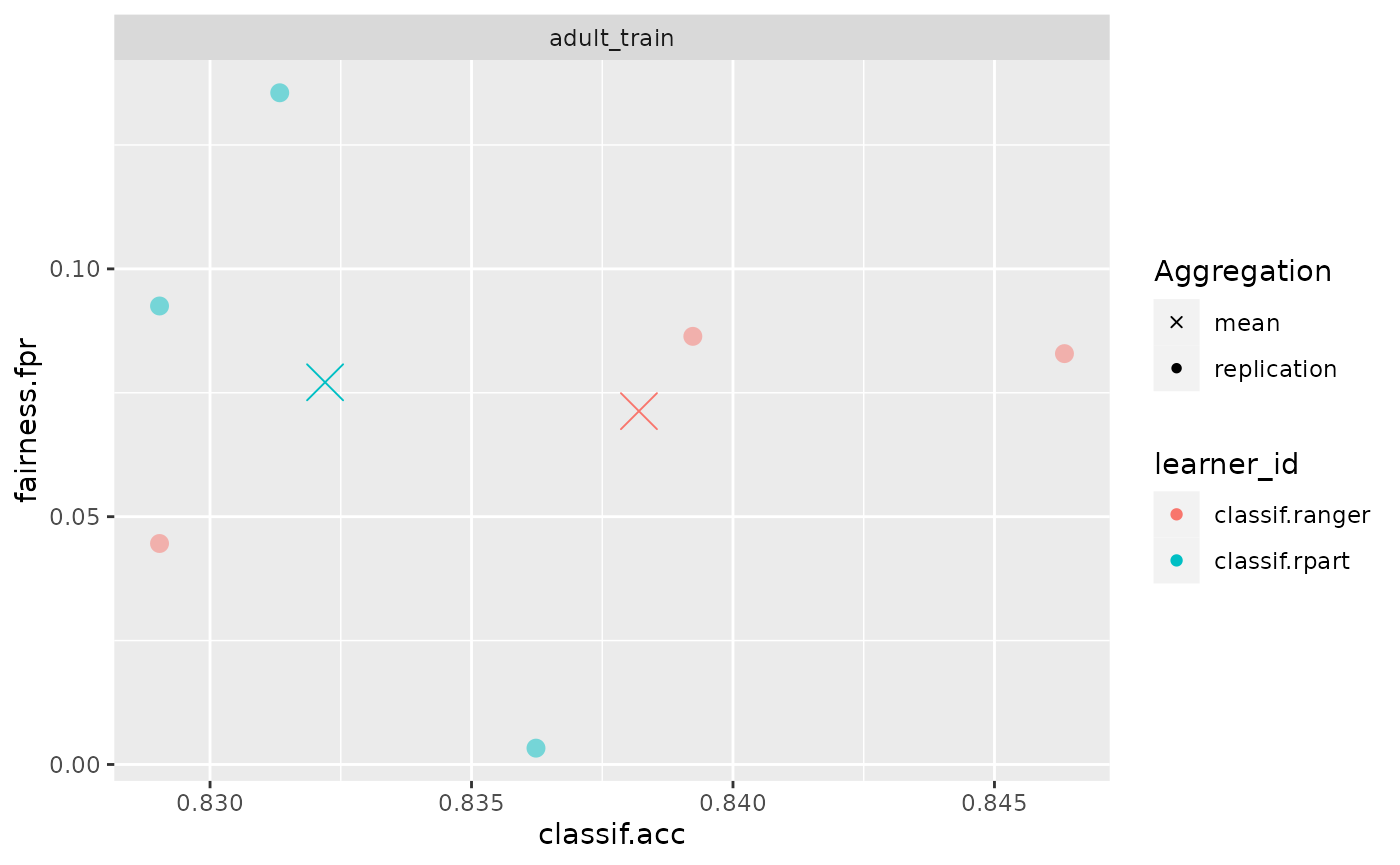 adult_train
fairness.fpr
0.10
0.05
0.00
0.830
0.835
0.840
0.845
classif.acc
Aggregation
mean
replication
learner_id
classif.ranger
classif.rpart